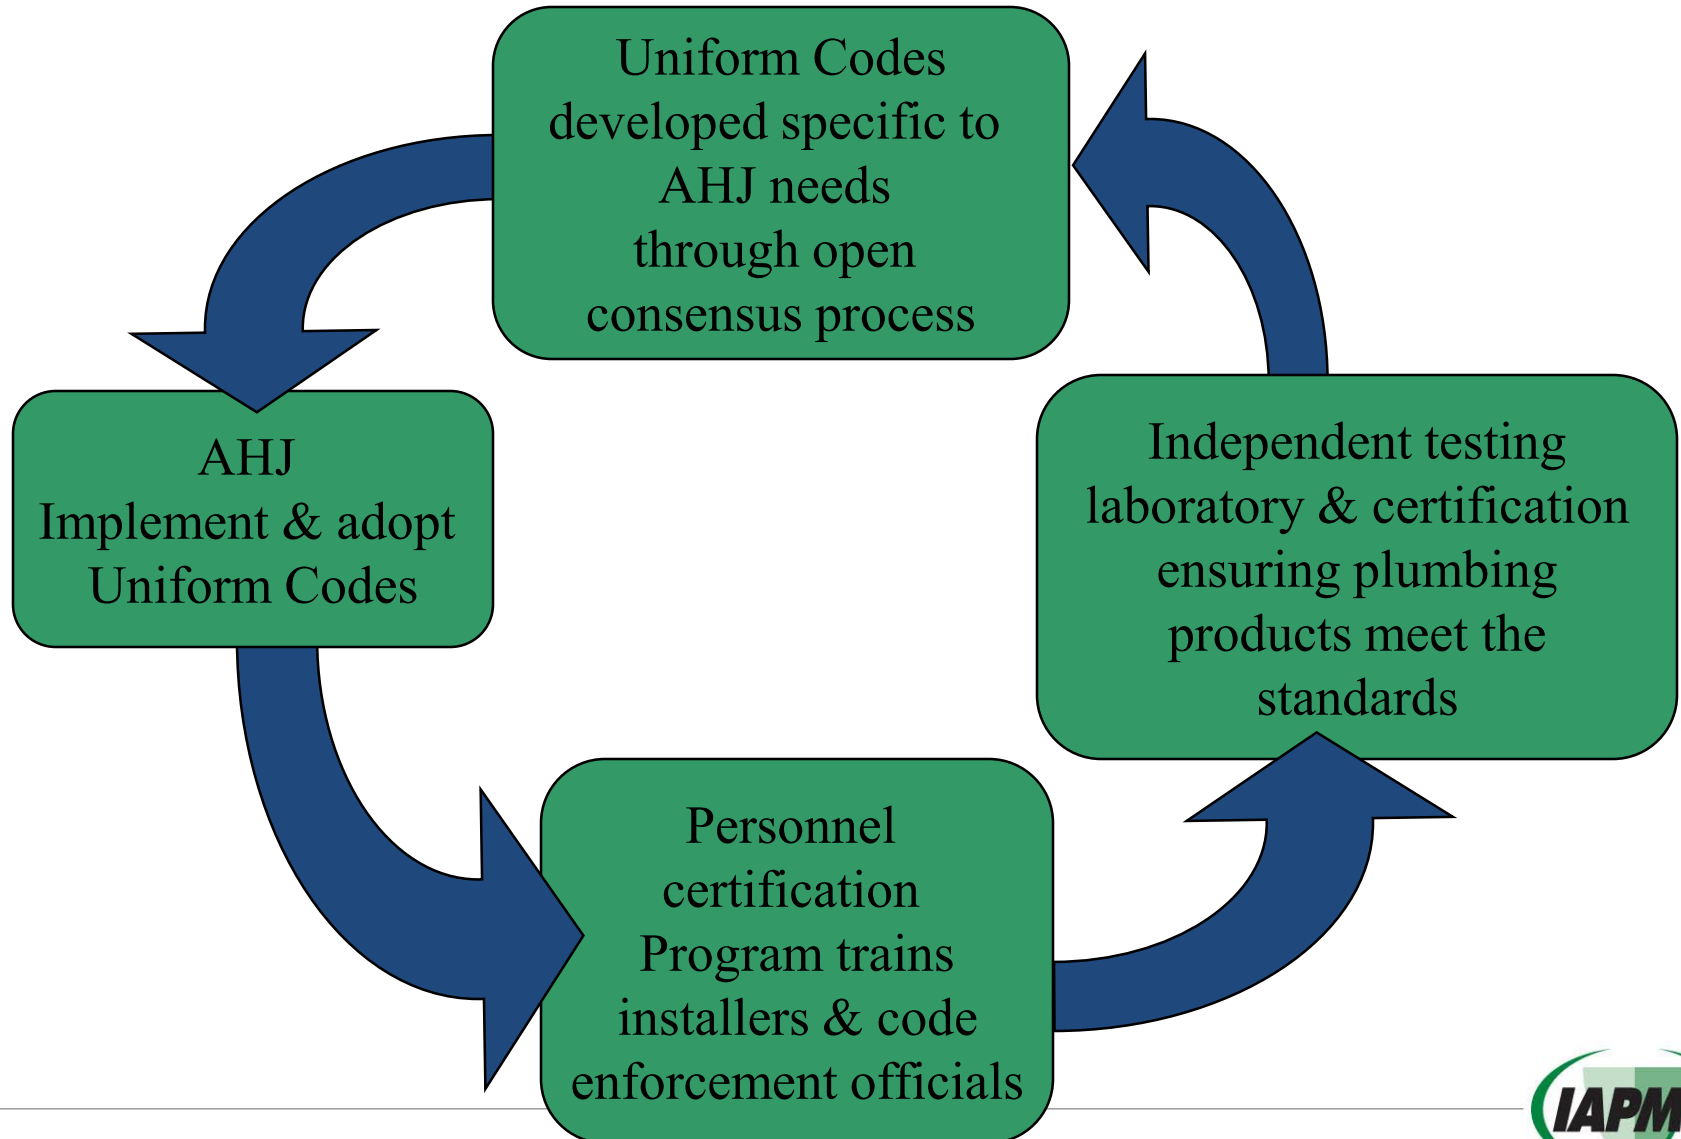 Uniform Codes
developed specific to
AHJ needs
through open
consensus process
AHJ
Implement & adopt
Uniform Codes
Independent testing
laboratory & certification
ensuring plumbing
products meet the
standards
Personnel
certification
Program trains
installers & code
enforcement officials
IAPM